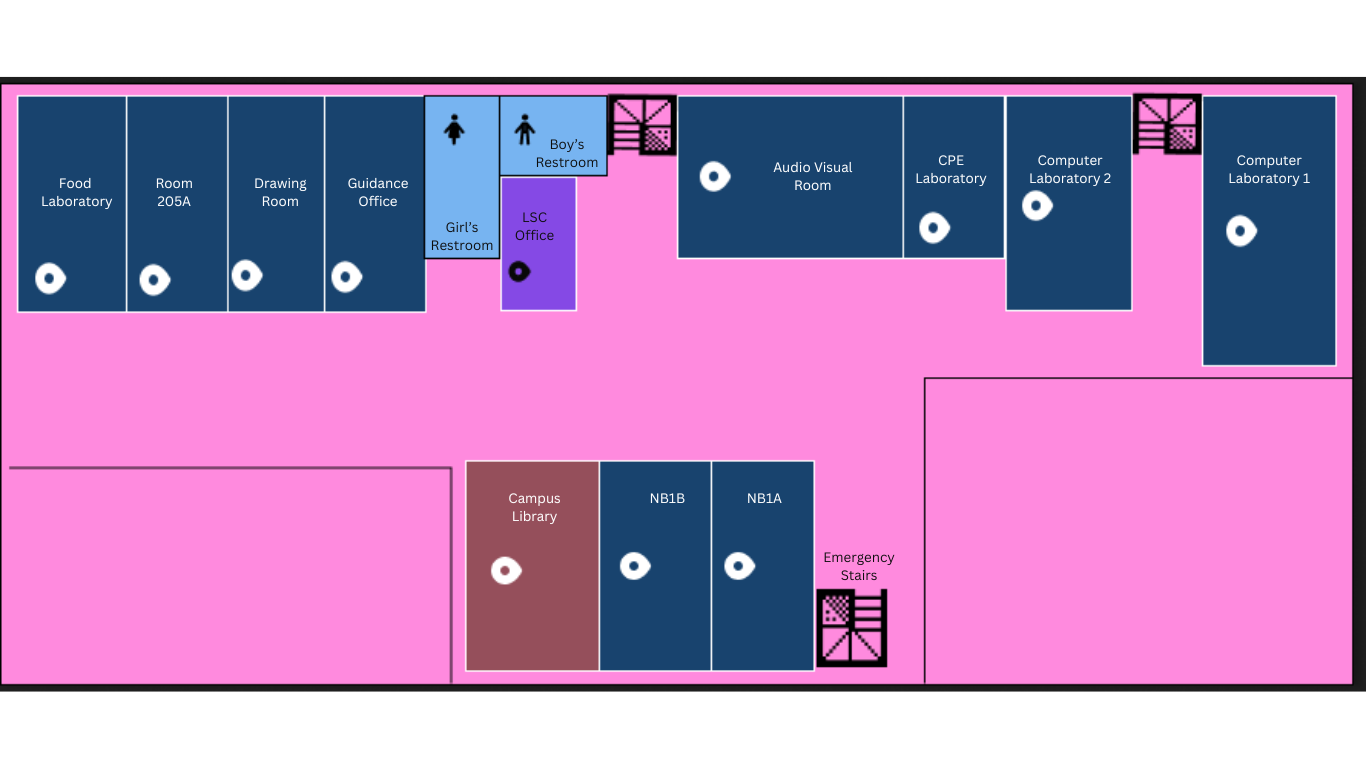 Food
Laboratory
Room
205A
Drawing
Room
Guidance
Office
Girl's
Restroom
Boy's
Restroom
LSC
Office
Audio Visual
Room
CPE
Laboratory
Computer
Laboratory 2
Computer
Laboratory 1
Campus
Library
NB1B
NB1A
Emergency
Stairs